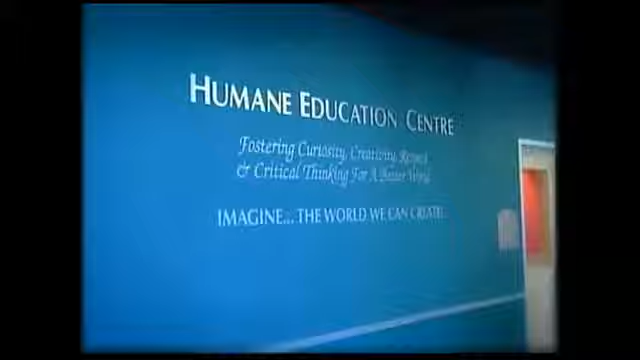 HUMANE EDUCATION CENTRE
Fostering Curiosity, Creativity, Respect
& Critical Thinking For A Better World
IMAGINE... THE WORLD WE CAN CREATE!